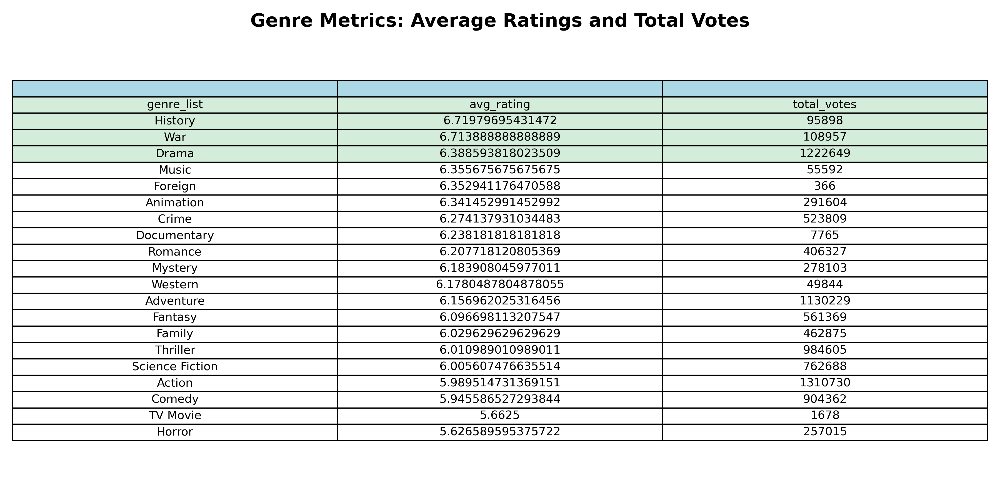 Genre Metrics: Average Ratings and Total Votes
genre_list avg_rating total_votes
History 6.71979695431472 95898
War 6.713888888888889 108957
Drama 6.388593818023509 1222649
Music 6.355675675675675 55592
Foreign 6.352941176470588 366
Animation 6.341452991452992 291604
Crime 6.274137931034483 523809
Documentary 6.238181818181818 7765
Romance 6.207718120805369 406327
Mystery 6.183908045977011 278103
Western 6.1780487804878055 49844
Adventure 6.156962025316456 1130229
Fantasy 6.096698113207547 561369
Family 6.029629629629629 462875
Thriller 6.010989010989011 984605
Science Fiction 6.005607476635514 762688
Action 5.989514731369151 1310730
Comedy 5.945586527293844 904362
TV Movie 5.6625 1678
Horror 5.626589595375722 257015